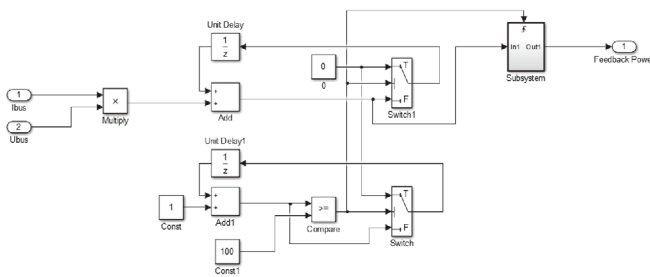 Unit Delay
1
z
0
0
T
F
Switch1
In1 Out1
Subsystem
1
Feedback Powe
1
Ibus
2
Ubus
×
Multiply
+
+
Add
Unit Delay1
1
z
1
Const
+
+
Add1
100
Const1
>=
Compare
T
F
Switch